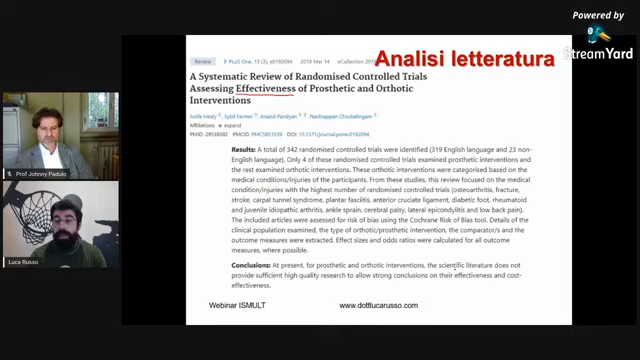 Powered by
StreamYard
Analisi letteratura
Review
> PLoS One. 13 (3), e0192094 2018 Mar 14 eCollection 201
A Systematic Review of Randomised Controlled Trials
Assessing Effectiveness of Prosthetic and Orthotic
Interventions
Aoife Healy, Sybil Farmer, Anand Pandyan, Nachiappan Chockalingam
Affiliations + expand
PMID: 29538382 PMCID: PMC5851539 DOI: 10.1371/journal.pone.0192094
Results: A total of 342 randomised controlled trials were identified (319 English language and 23 non-
English language). Only 4 of these randomised controlled trials examined prosthetic interventions and
the rest examined orthotic interventions. These orthotic interventions were categorised based on the
medical conditions/injuries of the participants. From these studies, this review focused on the medical
condition/injuries with the highest number of randomised controlled trials (osteoarthritis, fracture,
stroke, carpal tunnel syndrome, plantar fasciitis, anterior cruciate ligament, diabetic foot, rheumatoid
and juvenile idiopathic arthritis, ankle sprain, cerebral palsy, lateral epicondylitis and low back pain).
The included articles were assessed for risk of bias using the Cochrane Risk of Bias tool. Details of the
clinical population examined, the type of orthotic/prosthetic intervention, the comparator/s and the
outcome measures were extracted. Effect sizes and odds ratios were calculated for all outcome
measures, where possible.
Conclusions: At present, for prosthetic and orthotic interventions, the scientific literature does not
provide sufficient high quality research to allow strong conclusions on their effectiveness and cost-
effectiveness.
Webinar ISMULT
www.dottlucarusso.com
Prof Johnny Padulo
Luca Russo